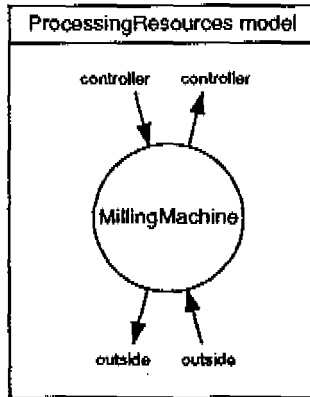 ProcessingResources model
controller controller
MillingMachine
outside outside